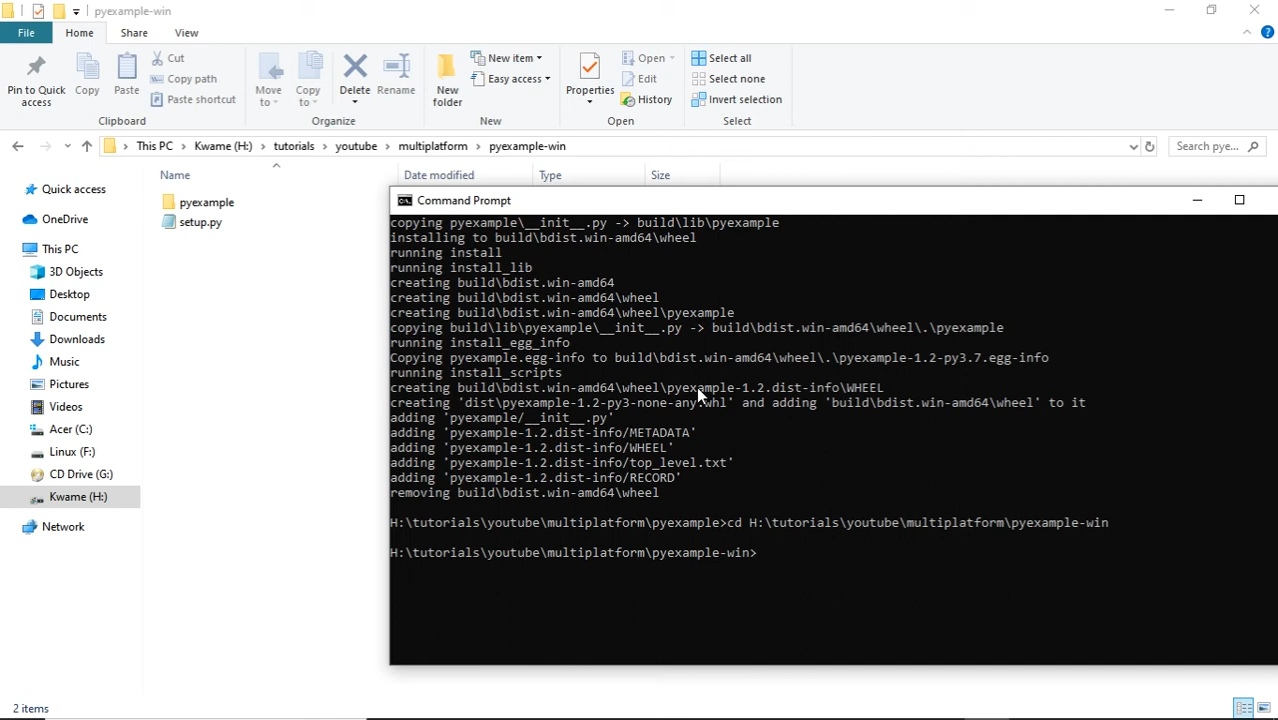 pyexample-win
File Home Share View
Pin to Quick access
Copy
Paste
Cut
Copy path
Paste shortcut
Clipboard
Move to
Copy to
Delete
Rename
Organize
New folder
New item
Easy access
New
Properties
Open
Edit
History
Open
Select all
Select none
Invert selection
Select
This PC > Kwame (H:) > tutorials > youtube > multiplatform > pyexample-win
Search pye...
Name Date modified Type Size
Quick access
OneDrive
This PC
3D Objects
Desktop
Documents
Downloads
Music
Pictures
Videos
Acer (C:)
Linux (F:)
CD Drive (G:)
Kwame (H:)
Network
pyexample
setup.py
2 items
Command Prompt
copying pyexample\__init__.py -> build\lib\pyexample
installing to build\bdist.win-amd64\wheel
running install
running install_lib
creating build\bdist.win-amd64
creating build\bdist.win-amd64\wheel
creating build\bdist.win-amd64\wheel\pyexample
copying build\lib\pyexample\__init__.py -> build\bdist.win-amd64\wheel\.\pyexample
running install_egg_info
Copying pyexample.egg-info to build\bdist.win-amd64\wheel\.\pyexample-1.2-py3.7.egg-info
running install_scripts
creating build\bdist.win-amd64\wheel\pyexample-1.2.dist-info\WHEEL
creating 'dist\pyexample-1.2-py3-none-any.whl' and adding 'build\bdist.win-amd64\wheel' to it
adding 'pyexample/__init__.py'
adding 'pyexample-1.2.dist-info/METADATA'
adding 'pyexample-1.2.dist-info/WHEEL'
adding 'pyexample-1.2.dist-info/top_level.txt'
adding 'pyexample-1.2.dist-info/RECORD'
removing build\bdist.win-amd64\wheel
H:\tutorials\youtube\multiplatform\pyexample>cd H:\tutorials\youtube\multiplatform\pyexample-win
H:\tutorials\youtube\multiplatform\pyexample-win>